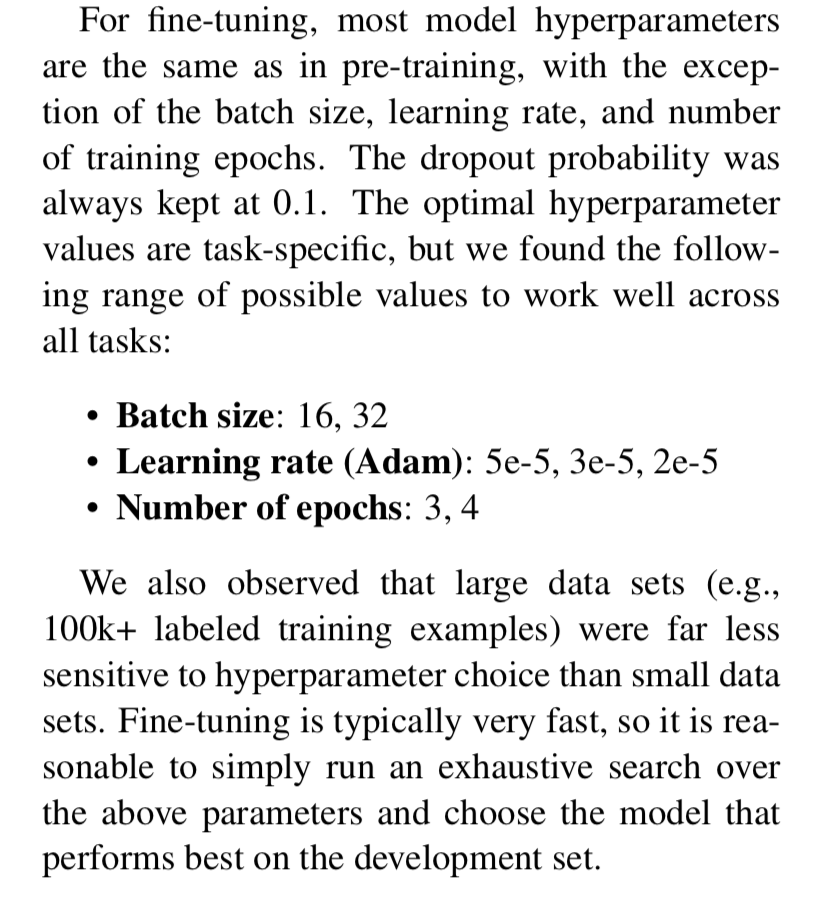 For fine-tuning, most model hyperparameters
are the same as in pre-training, with the excep-
tion of the batch size, learning rate, and number
of training epochs. The dropout probability was
always kept at 0.1. The optimal hyperparameter
values are task-specific, but we found the follow-
ing range of possible values to work well across
all tasks:
• Batch size: 16, 32
• Learning rate (Adam): 5e-5, 3e-5, 2e-5
• Number of epochs: 3, 4
We also observed that large data sets (e.g.,
100k+ labeled training examples) were far less
sensitive to hyperparameter choice than small data
sets. Fine-tuning is typically very fast, so it is rea-
sonable to simply run an exhaustive search over
the above parameters and choose the model that
performs best on the development set.